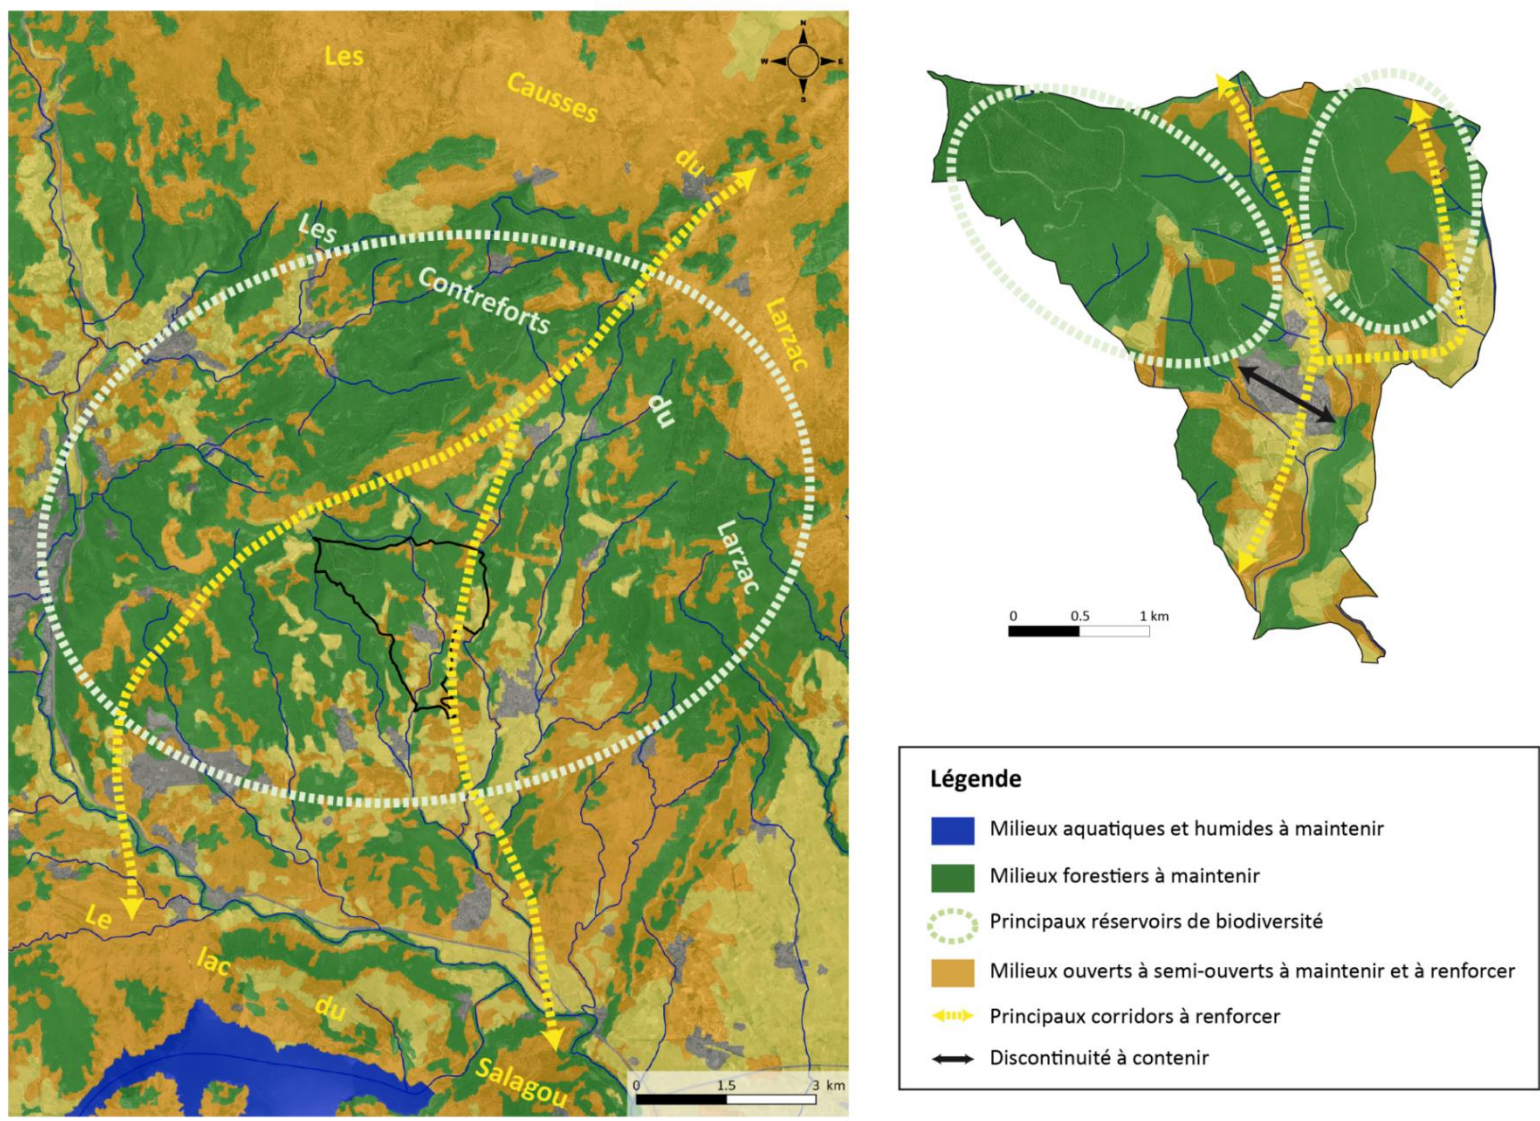 Les
Causses
du
Larzac
N
W
E
S
Les
Contreforts
du
Larzac
Le
lac
du
Salagou
0 1.5 3 km
0 0.5 1 km
Légende
Milieux aquatiques et humides à maintenir
Milieux forestiers à maintenir
Principaux réservoirs de biodiversité
Milieux ouverts à semi-ouverts à maintenir et à renforcer
Principaux corridors à renforcer
Discontinuité à contenir